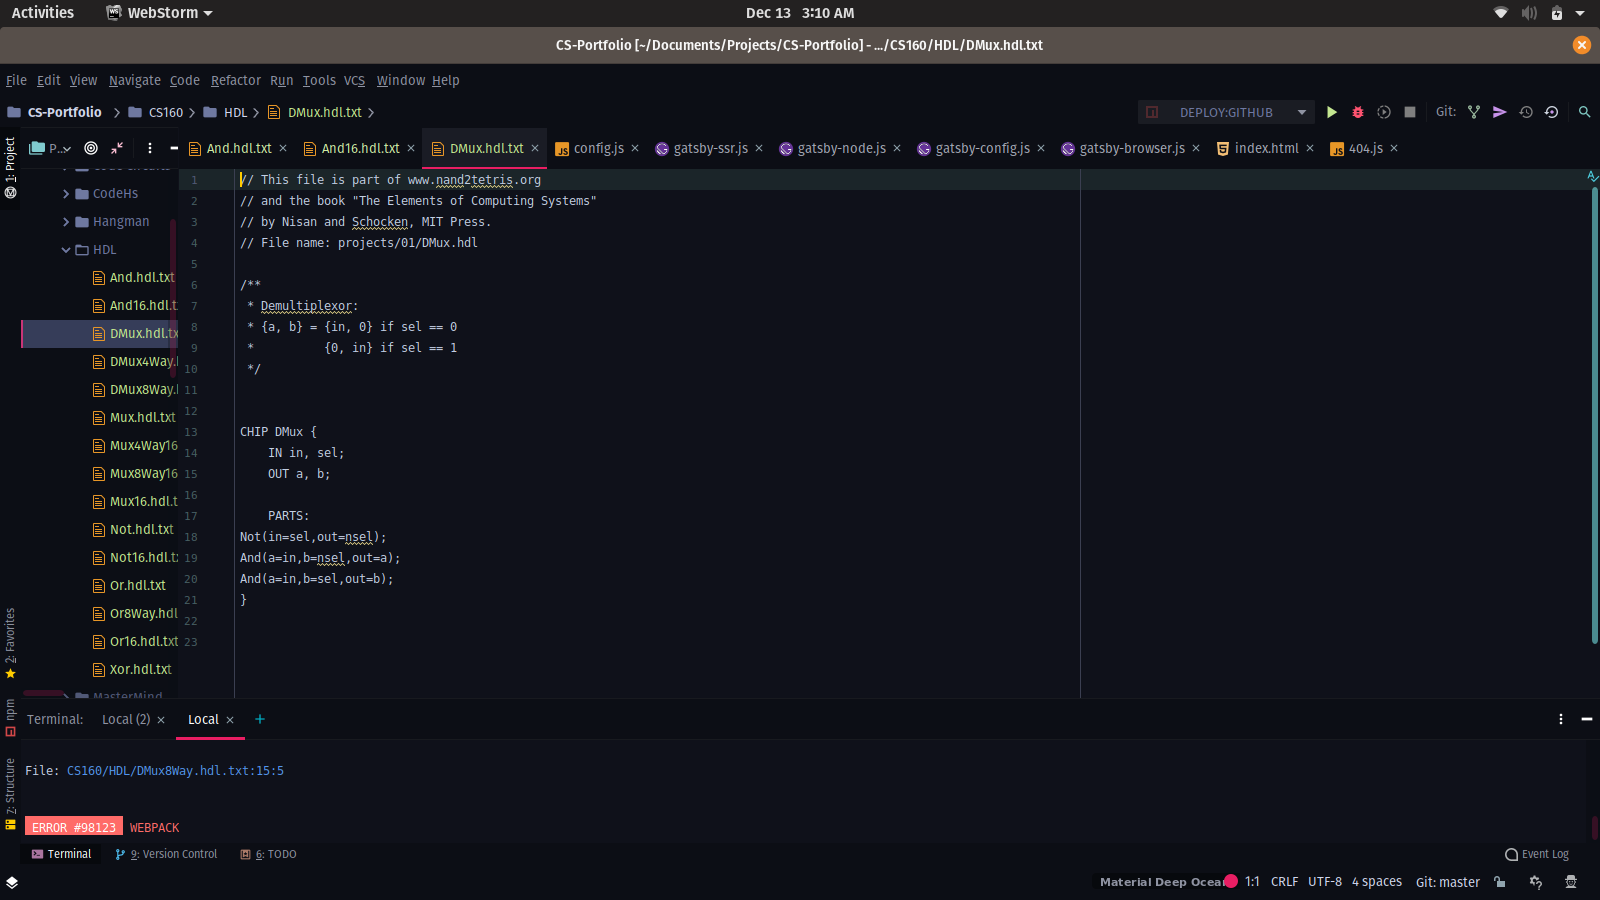 Activities WebStorm Dec 13 3:10 AM
CS-Portfolio [~/Documents/Projects/CS-Portfolio] - .../CS160/HDL/DMux.hdl.txt
File Edit View Navigate Code Refactor Run Tools VCS Window Help
CS-Portfolio CS160 HDL DMux.hdl.txt DEPLOY:GITHUB Git:
P... And.hdl.txt And16.hdl.txt DMux.hdl.txt config.js gatsby-ssr.js gatsby-node.js gatsby-config.js gatsby-browser.js index.html 404.js
1: Project
CodeHs
Hangman
HDL
And.hdl.txt
And16.hdl.t
DMux.hdl.tx
DMux4Way.
DMux8Way.
Mux.hdl.txt
Mux4Way16
Mux8Way16
Mux16.hdl.t
Not.hdl.txt
Not16.hdl.t
Or.hdl.txt
Or8Way.hdl
Or16.hdl.txt
Xor.hdl.txt
MasterMind
2: Favorites
npm
7: Structure
1 // This file is part of www.nand2tetris.org
2 // and the book "The Elements of Computing Systems"
3 // by Nisan and Schocken, MIT Press.
4 // File name: projects/01/DMux.hdl
5
6 /**
7 * Demultiplexor:
8 * {a, b} = {in, 0} if sel == 0
9 * {0, in} if sel == 1
10 */
11
12
13 CHIP DMux {
14 IN in, sel;
15 OUT a, b;
16
17 PARTS:
18 Not(in=sel,out=nsel);
19 And(a=in,b=nsel,out=a);
20 And(a=in,b=sel,out=b);
21 }
22
23
Terminal: Local (2) Local
File: CS160/HDL/DMux8Way.hdl.txt:15:5
ERROR #98123 WEBPACK
Terminal 9: Version Control 6: TODO Event Log
Material Deep Ocea 1:1 CRLF UTF-8 4 spaces Git: master